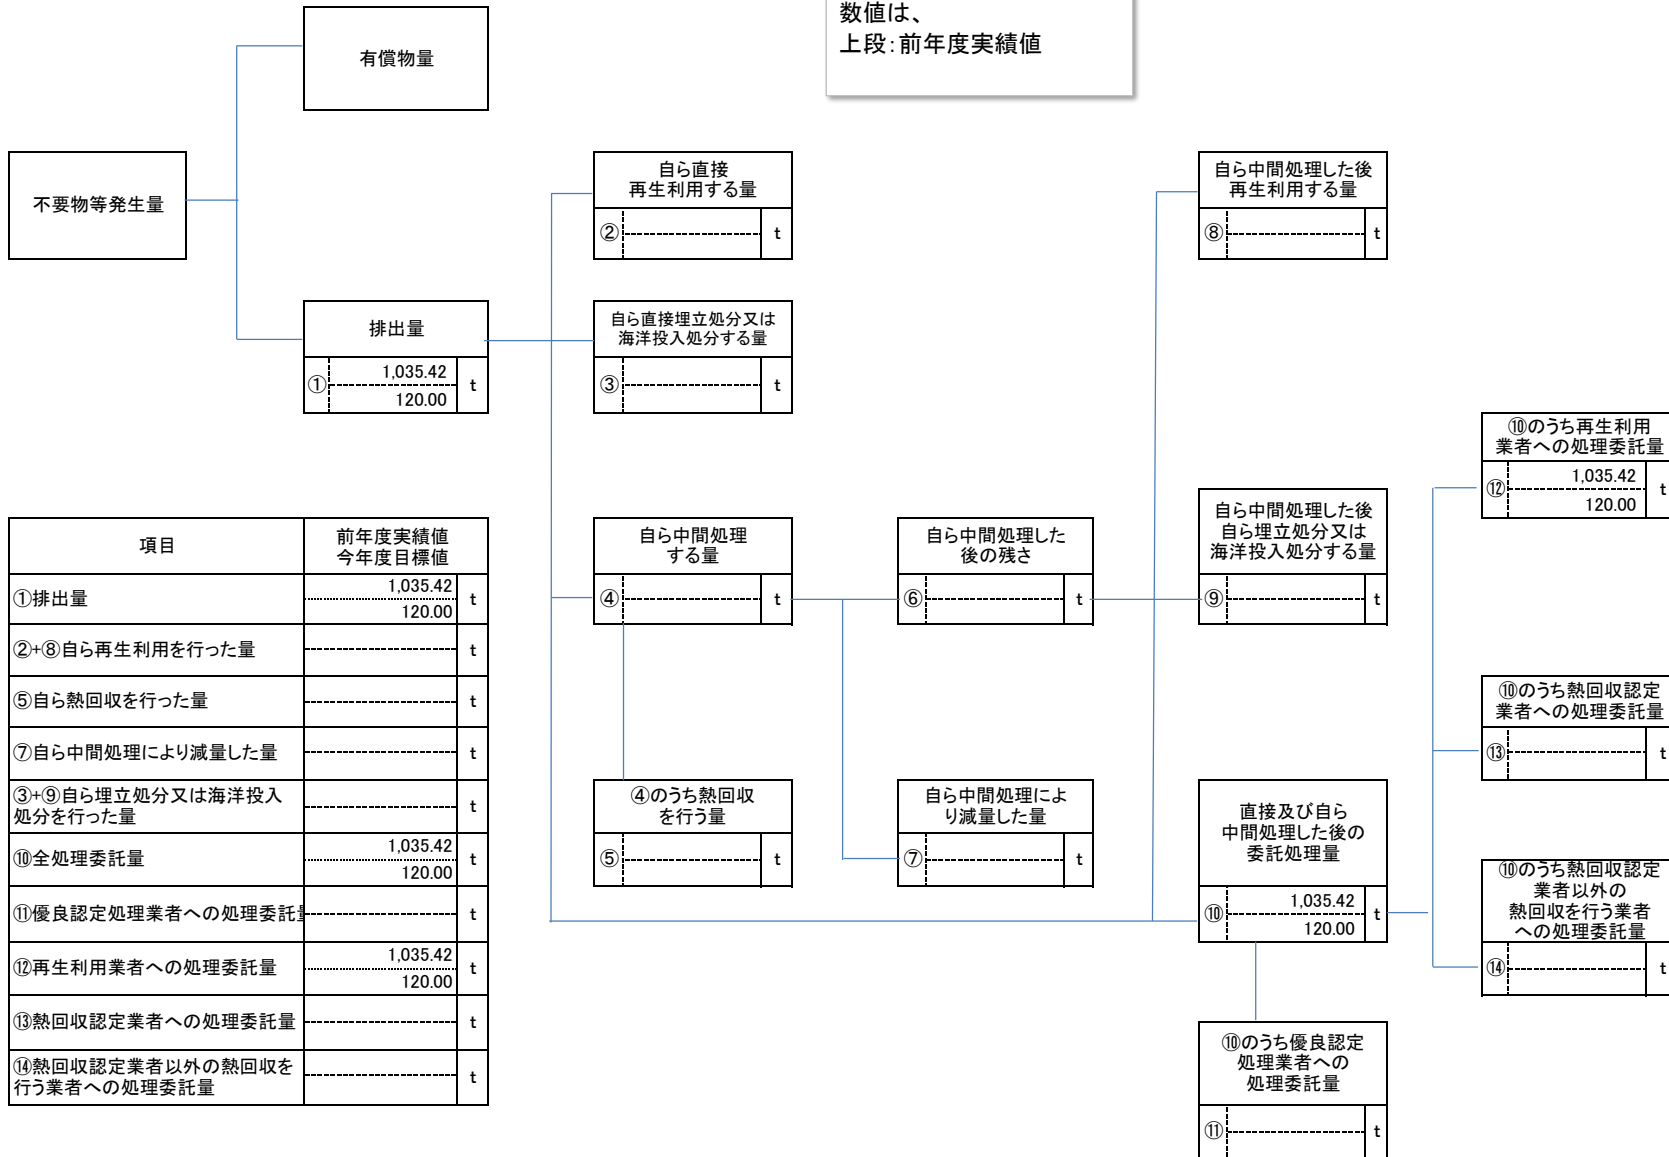 数値は、
上段：前年度実績値
有償物量
不要物等発生量
排出量
①
1,035.42
120.00
t
自ら直接
再生利用する量
②
t
自ら直接埋立処分又は
海洋投入処分する量
③
t
自ら中間処理した後
再生利用する量
⑧
t
項目
前年度実績値
今年度目標値
①排出量
1,035.42
120.00
t
②+⑧自ら再生利用を行った量
t
⑤自ら熱回収を行った量
t
⑦自ら中間処理により減量した量
t
③+⑨自ら埋立処分又は海洋投入
処分を行った量
t
⑩全処理委託量
1,035.42
120.00
t
⑪優良認定処理業者への処理委託
t
⑫再生利用業者への処理委託量
1,035.42
120.00
t
⑬熱回収認定業者への処理委託量
t
⑭熱回収認定業者以外の熱回収を
行う業者への処理委託量
t
自ら中間処理
する量
④
t
④のうち熱回収
を行う量
⑤
t
自ら中間処理した
後の残さ
⑥
t
自ら中間処理によ
り減量した量
⑦
t
自ら中間処理した後
自ら埋立処分又は
海洋投入処分する量
⑨
t
直接及び自ら
中間処理した後の
委託処理量
⑩
1,035.42
120.00
t
⑩のうち優良認定
処理業者への
処理委託量
⑪
t
⑩のうち再生利用
業者への処理委託量
⑫
1,035.42
120.00
t
⑩のうち熱回収認定
業者への処理委託量
⑬
t
⑩のうち熱回収認定
業者以外の
熱回収を行う業者
への処理委託量
⑭
t